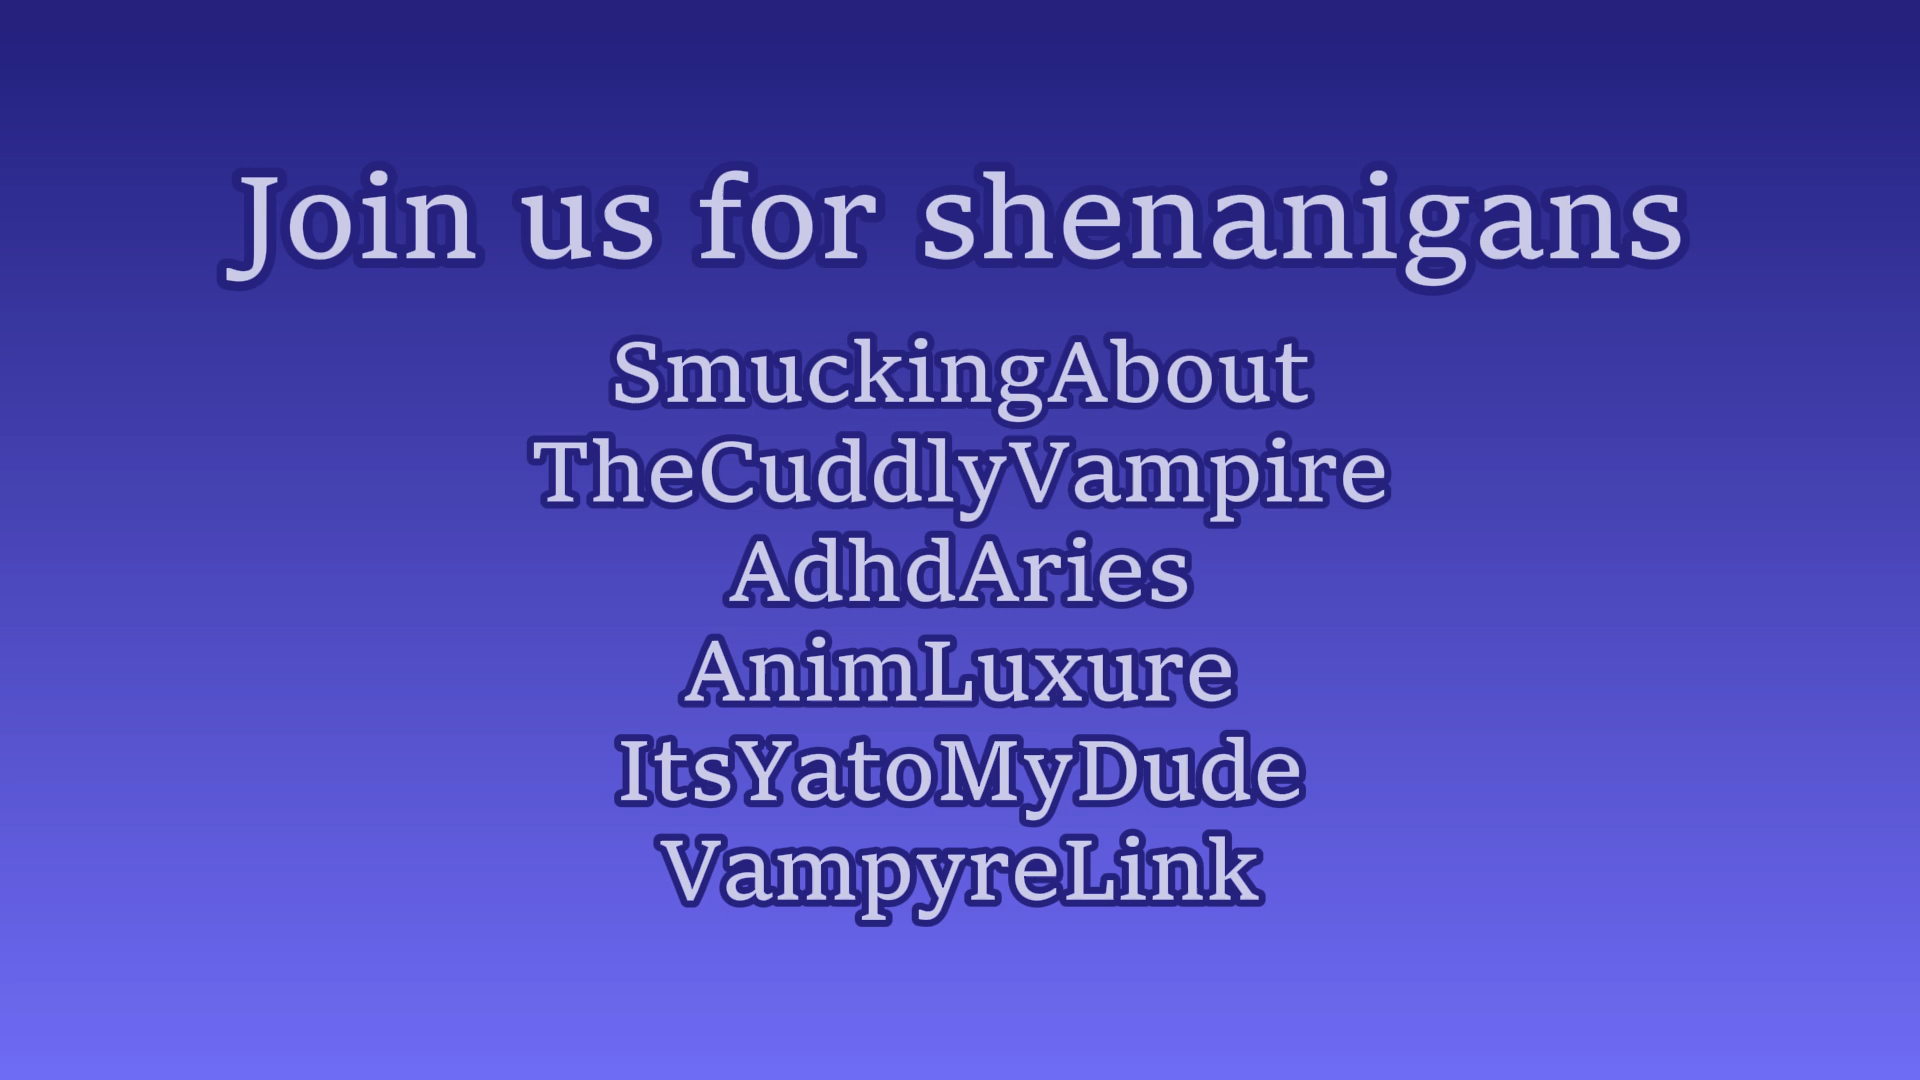 Join us for shenanigans
SmuckingAbout
TheCuddlyVampire
AdhdAries
AnimLuxure
ItsYatoMyDude
VampyreLink